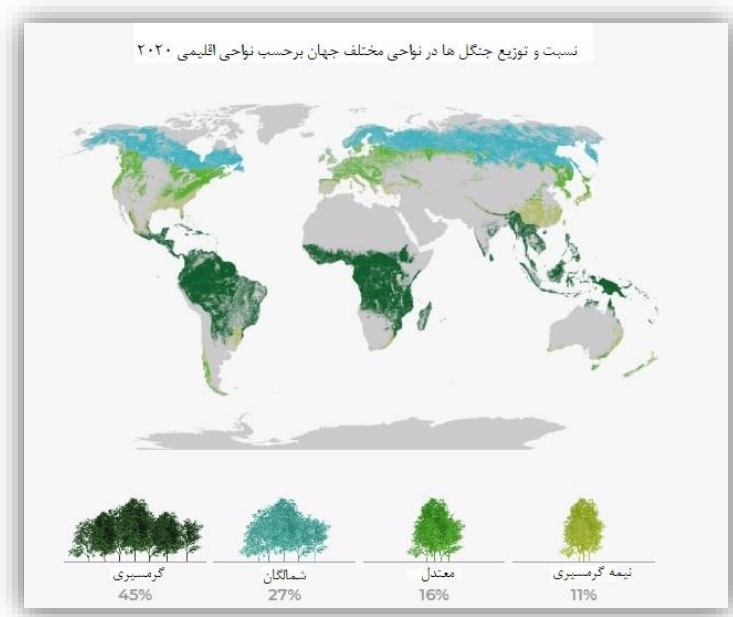 نسبت و توزیع جنگل ها در نواحی مختلف جهان برحسب نواحی اقلیمی ۲۰۲۰
گرمسیری
شمالگان
معتدل
نیمه گرمسیری
45%
27%
16%
11%